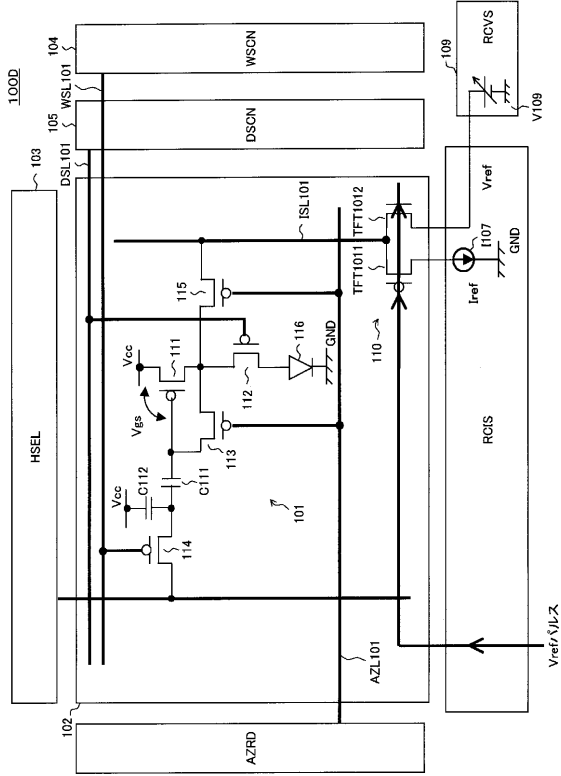 100D
103
HSEL
104
WSCN
WSL101
105
DSCN
DSL101
102
AZRD
101
Vcc
C112
114
C111
Vgs
Vcc
111
113
112
115
116
GND
ISL101
AZL101
110
TFT1011
TFT1012
Iref
I107
GND
Vref
RCIS
109
RCVS
V109
Vrefパルス